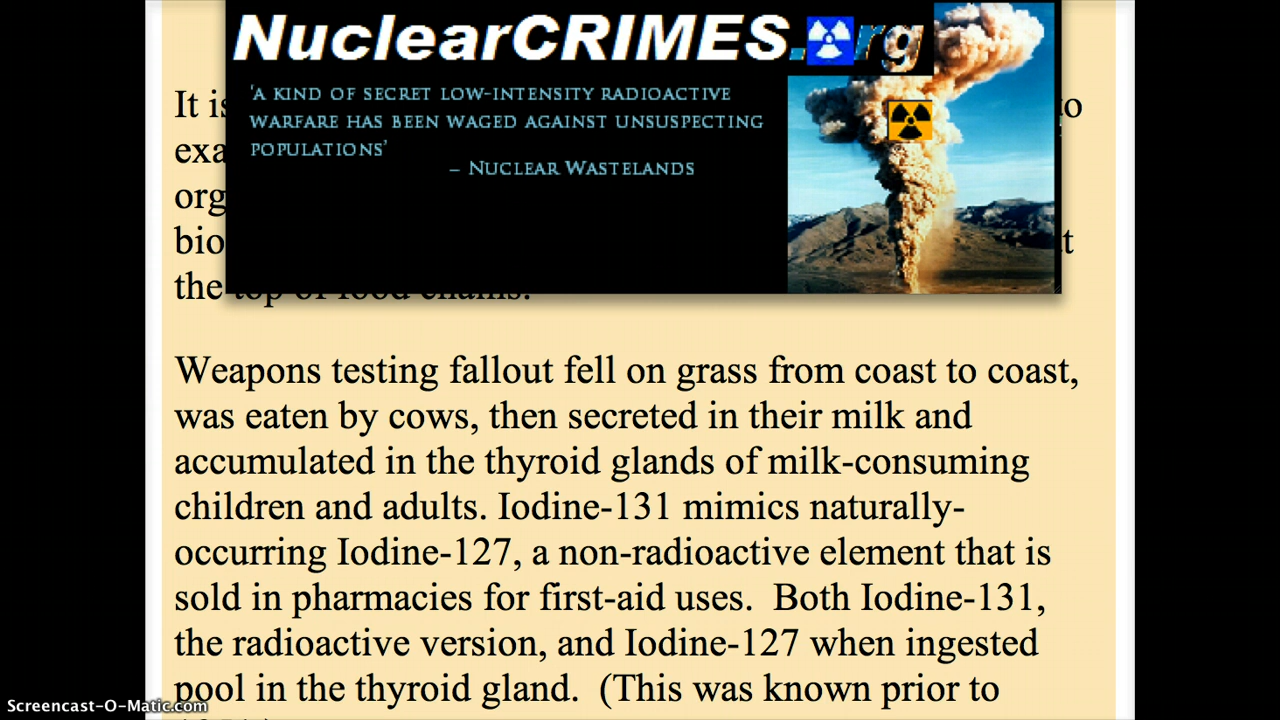 NuclearCRIMES.org
'A KIND OF SECRET LOW-INTENSITY RADIOACTIVE
WARFARE HAS BEEN WAGED AGAINST UNSUSPECTING
POPULATIONS'
– NUCLEAR WASTELANDS
It is
exa
org
bio
the top of food chains.
Weapons testing fallout fell on grass from coast to coast,
was eaten by cows, then secreted in their milk and
accumulated in the thyroid glands of milk-consuming
children and adults. Iodine-131 mimics naturally-
occurring Iodine-127, a non-radioactive element that is
sold in pharmacies for first-aid uses.  Both Iodine-131,
the radioactive version, and Iodine-127 when ingested
pool in the thyroid gland.  (This was known prior to
Screencast-O-Matic.com